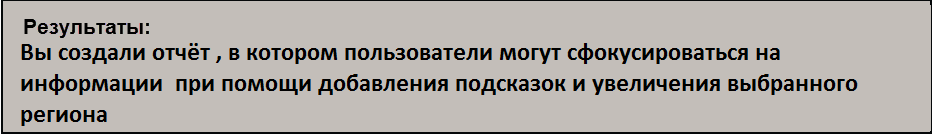 Результаты:
Вы создали отчёт , в котором пользователи могут сфокусироваться на
информации  при помощи добавления подсказок и увеличения выбранного
региона